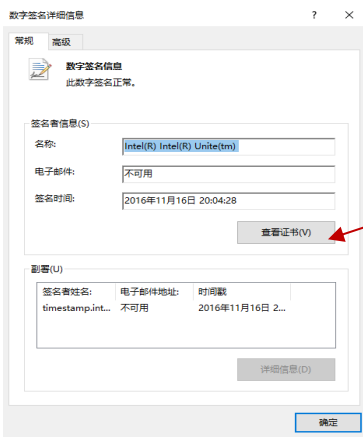 数字签名详细信息 ? ×
常规 高级
数字签名信息
此数字签名正常。
签名者信息(S)
名称: Intel(R) Intel(R) Unite(tm)
电子邮件: 不可用
签名时间: 2016年11月16日 20:04:28
查看证书(V)
副署(U)
签名者姓名: 电子邮件地址: 时间戳
timestamp.int... 不可用 2016年11月16日 2...
详细信息(D)
确定